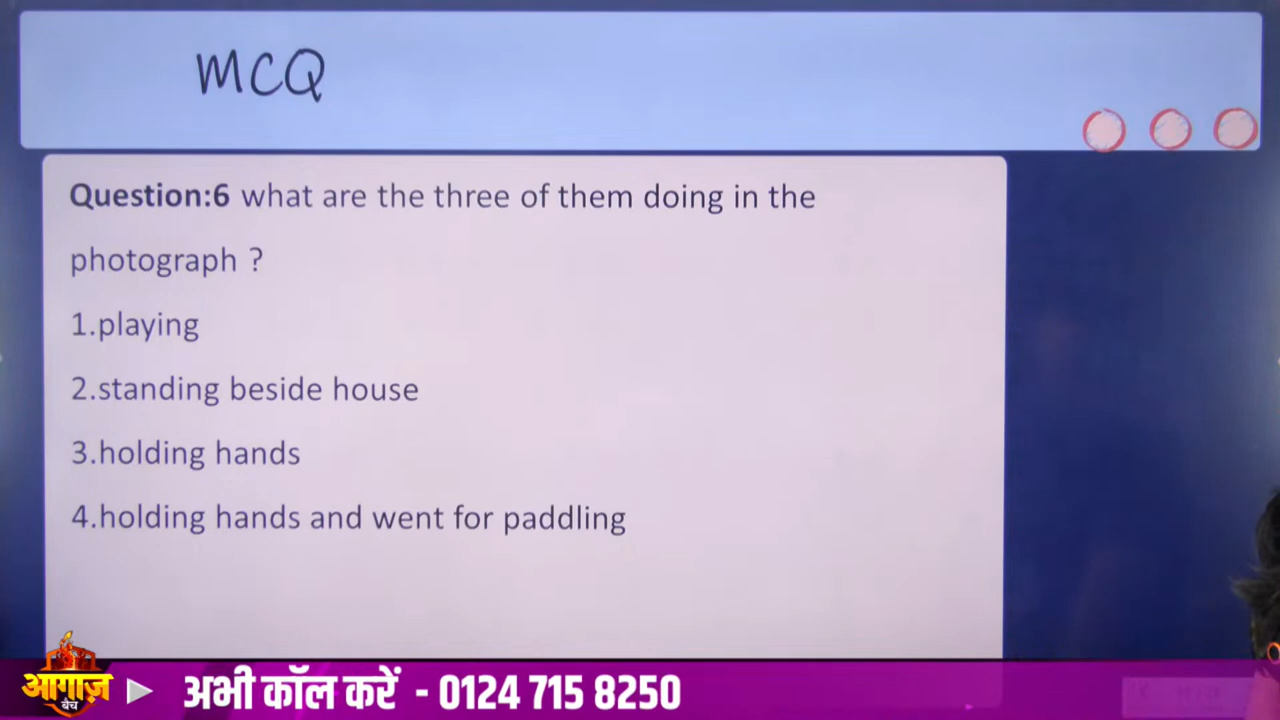 MCQ
Question:6 what are the three of them doing in the
photograph ?
1.playing
2.standing beside house
3.holding hands
4.holding hands and went for paddling
आगाज़
बैच
अभी कॉल करें - 0124 715 8250